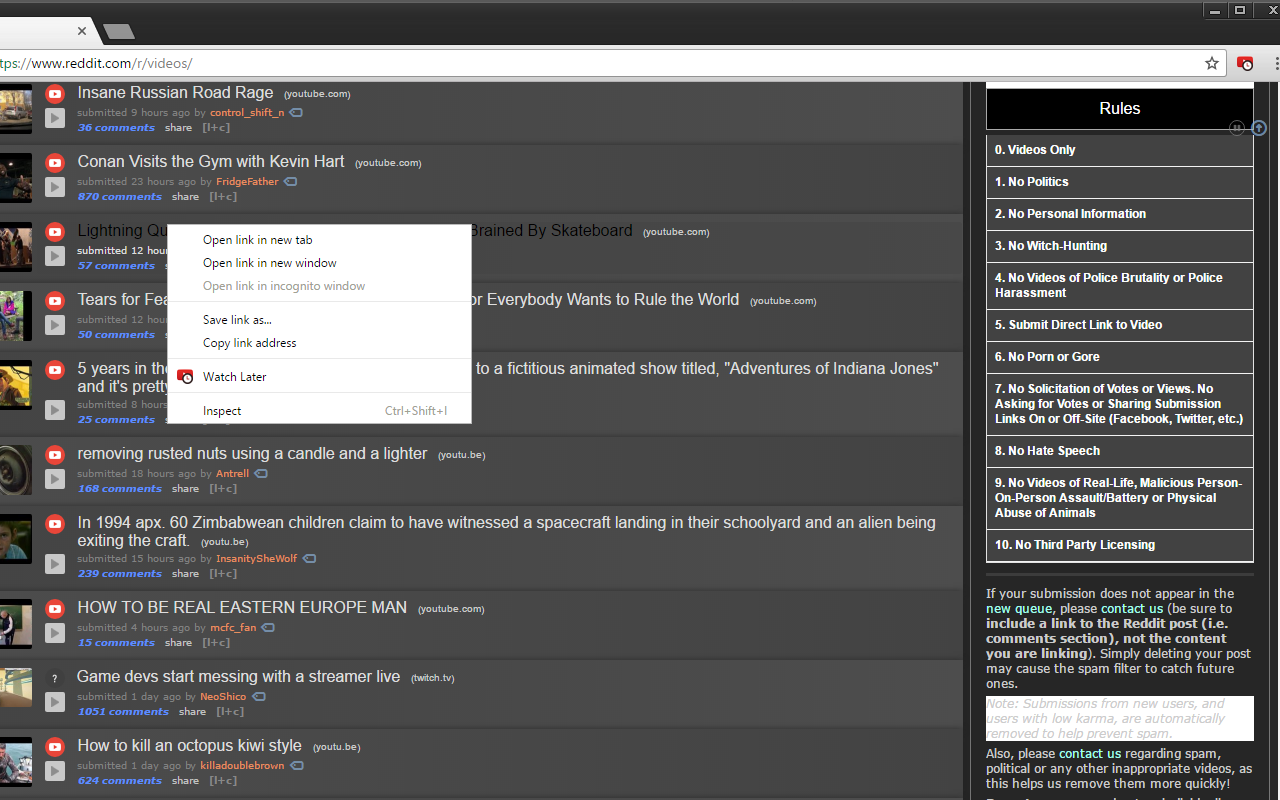 tps://www.reddit.com/r/videos/
Insane Russian Road Rage (youtube.com)
submitted 9 hours ago by control_shift_n
36 comments share [l+c]
Conan Visits the Gym with Kevin Hart (youtube.com)
submitted 23 hours ago by FridgeFather
870 comments share [l+c]
Lightning Qu Brained By Skateboard (youtube.com)
submitted 12 hour
57 comments s
Tears for Fea or Everybody Wants to Rule the World (youtube.com)
submitted 12 hou
50 comments s
5 years in the to a fictitious animated show titled, "Adventures of Indiana Jones"
and it's pretty
submitted 8 hours
25 comments
Open link in new tab
Open link in new window
Open link in incognito window
Save link as...
Copy link address
Watch Later
Inspect Ctrl+Shift+I
removing rusted nuts using a candle and a lighter (youtu.be)
submitted 18 hours ago by Antrell
168 comments share [l+c]
In 1994 apx. 60 Zimbabwean children claim to have witnessed a spacecraft landing in their schoolyard and an alien being
exiting the craft. (youtu.be)
submitted 15 hours ago by InsanitySheWolf
239 comments share [l+c]
HOW TO BE REAL EASTERN EUROPE MAN (youtube.com)
submitted 4 hours ago by mcfc_fan
15 comments share [l+c]
? Game devs start messing with a streamer live (twitch.tv)
submitted 1 day ago by NeoShico
1051 comments share [l+c]
How to kill an octopus kiwi style (youtu.be)
submitted 1 day ago by killadoublebrown
624 comments share [l+c]
Rules
0. Videos Only
1. No Politics
2. No Personal Information
3. No Witch-Hunting
4. No Videos of Police Brutality or Police
Harassment
5. Submit Direct Link to Video
6. No Porn or Gore
7. No Solicitation of Votes or Views. No
Asking for Votes or Sharing Submission
Links On or Off-Site (Facebook, Twitter, etc.)
8. No Hate Speech
9. No Videos of Real-Life, Malicious Person-
On-Person Assault/Battery or Physical
Abuse of Animals
10. No Third Party Licensing
If your submission does not appear in the
new queue, please contact us (be sure to
include a link to the Reddit post (i.e.
comments section), not the content
you are linking). Simply deleting your post
may cause the spam filter to catch future
ones.
Note: Submissions from new users, and
users with low karma, are automatically
removed to help prevent spam.
Also, please contact us regarding spam,
political or any other inappropriate videos, as
this helps us remove them more quickly!